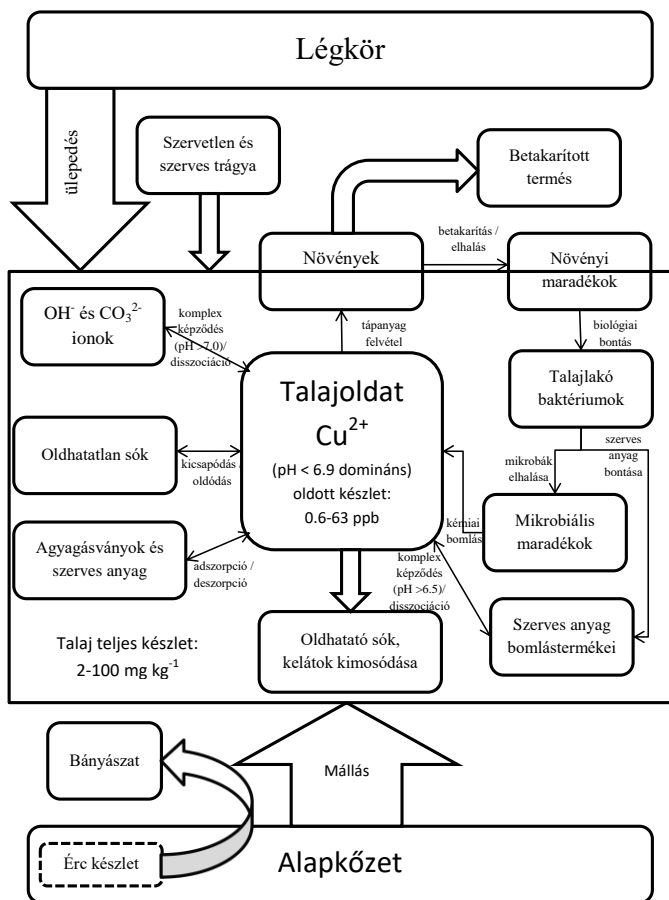 Légkör
ülepedés
Szervetlen és
szerves trágya
Betakarított
termés
betakarítás /
elhalás
Növények
Növényi
maradékok
OH⁻ és CO₃²⁻
ionok
komplex
képződés
(pH >7.0)/
disszociáció
tápanyag
felvétel
biológiai
bontás
Talajlakó
baktériumok
Talajoldat
Cu²⁺
(pH < 6.9 domináns)
oldott készlet:
0.6-63 ppb
Oldhatatlan sók
kicsapódás /
oldódás
szerves
anyag
bontása
mikrobák
elhalása
kémiai
bomlás
Mikrobiális
maradékok
Agyagásványok és
szerves anyag
adszorpció /
deszorpció
komplex
képződés
(pH >6.5)/
disszociáció
Szerves anyag
bomlástermékei
Oldhatató sók,
kelátok kimosódása
Talaj teljes készlet:
2-100 mg kg⁻¹
Bányászat
Mállás
Érc készlet
Alapkőzet